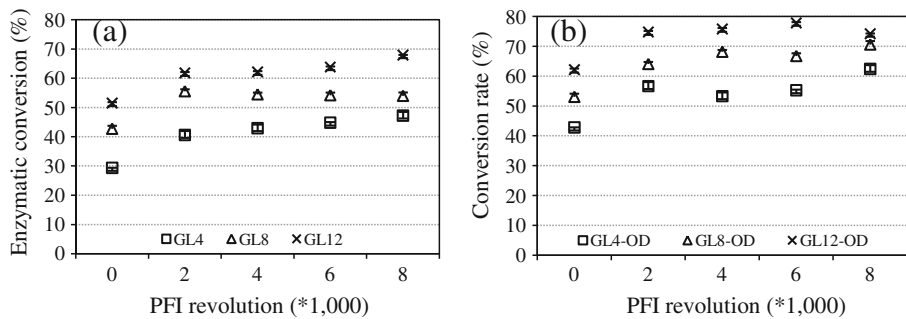 (a)
Enzymatic conversion (%)
80
70
60
50
40
30
20
10
0
GL4 GL8 GL12
0 2 4 6 8
PFI revolution (*1,000)
(b)
Conversion rate (%)
80
70
60
50
40
30
20
10
0
GL4-OD GL8-OD GL12-OD
0 2 4 6 8
PFI revolution (*1,000)